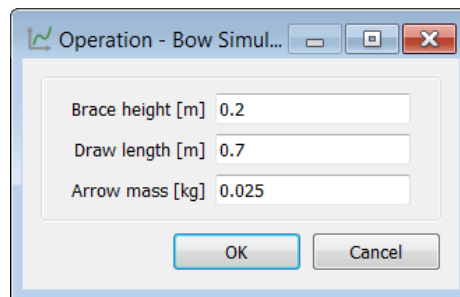 Operation - Bow Simul...
Brace height [m] 0.2
Draw length [m] 0.7
Arrow mass [kg] 0.025
OK Cancel